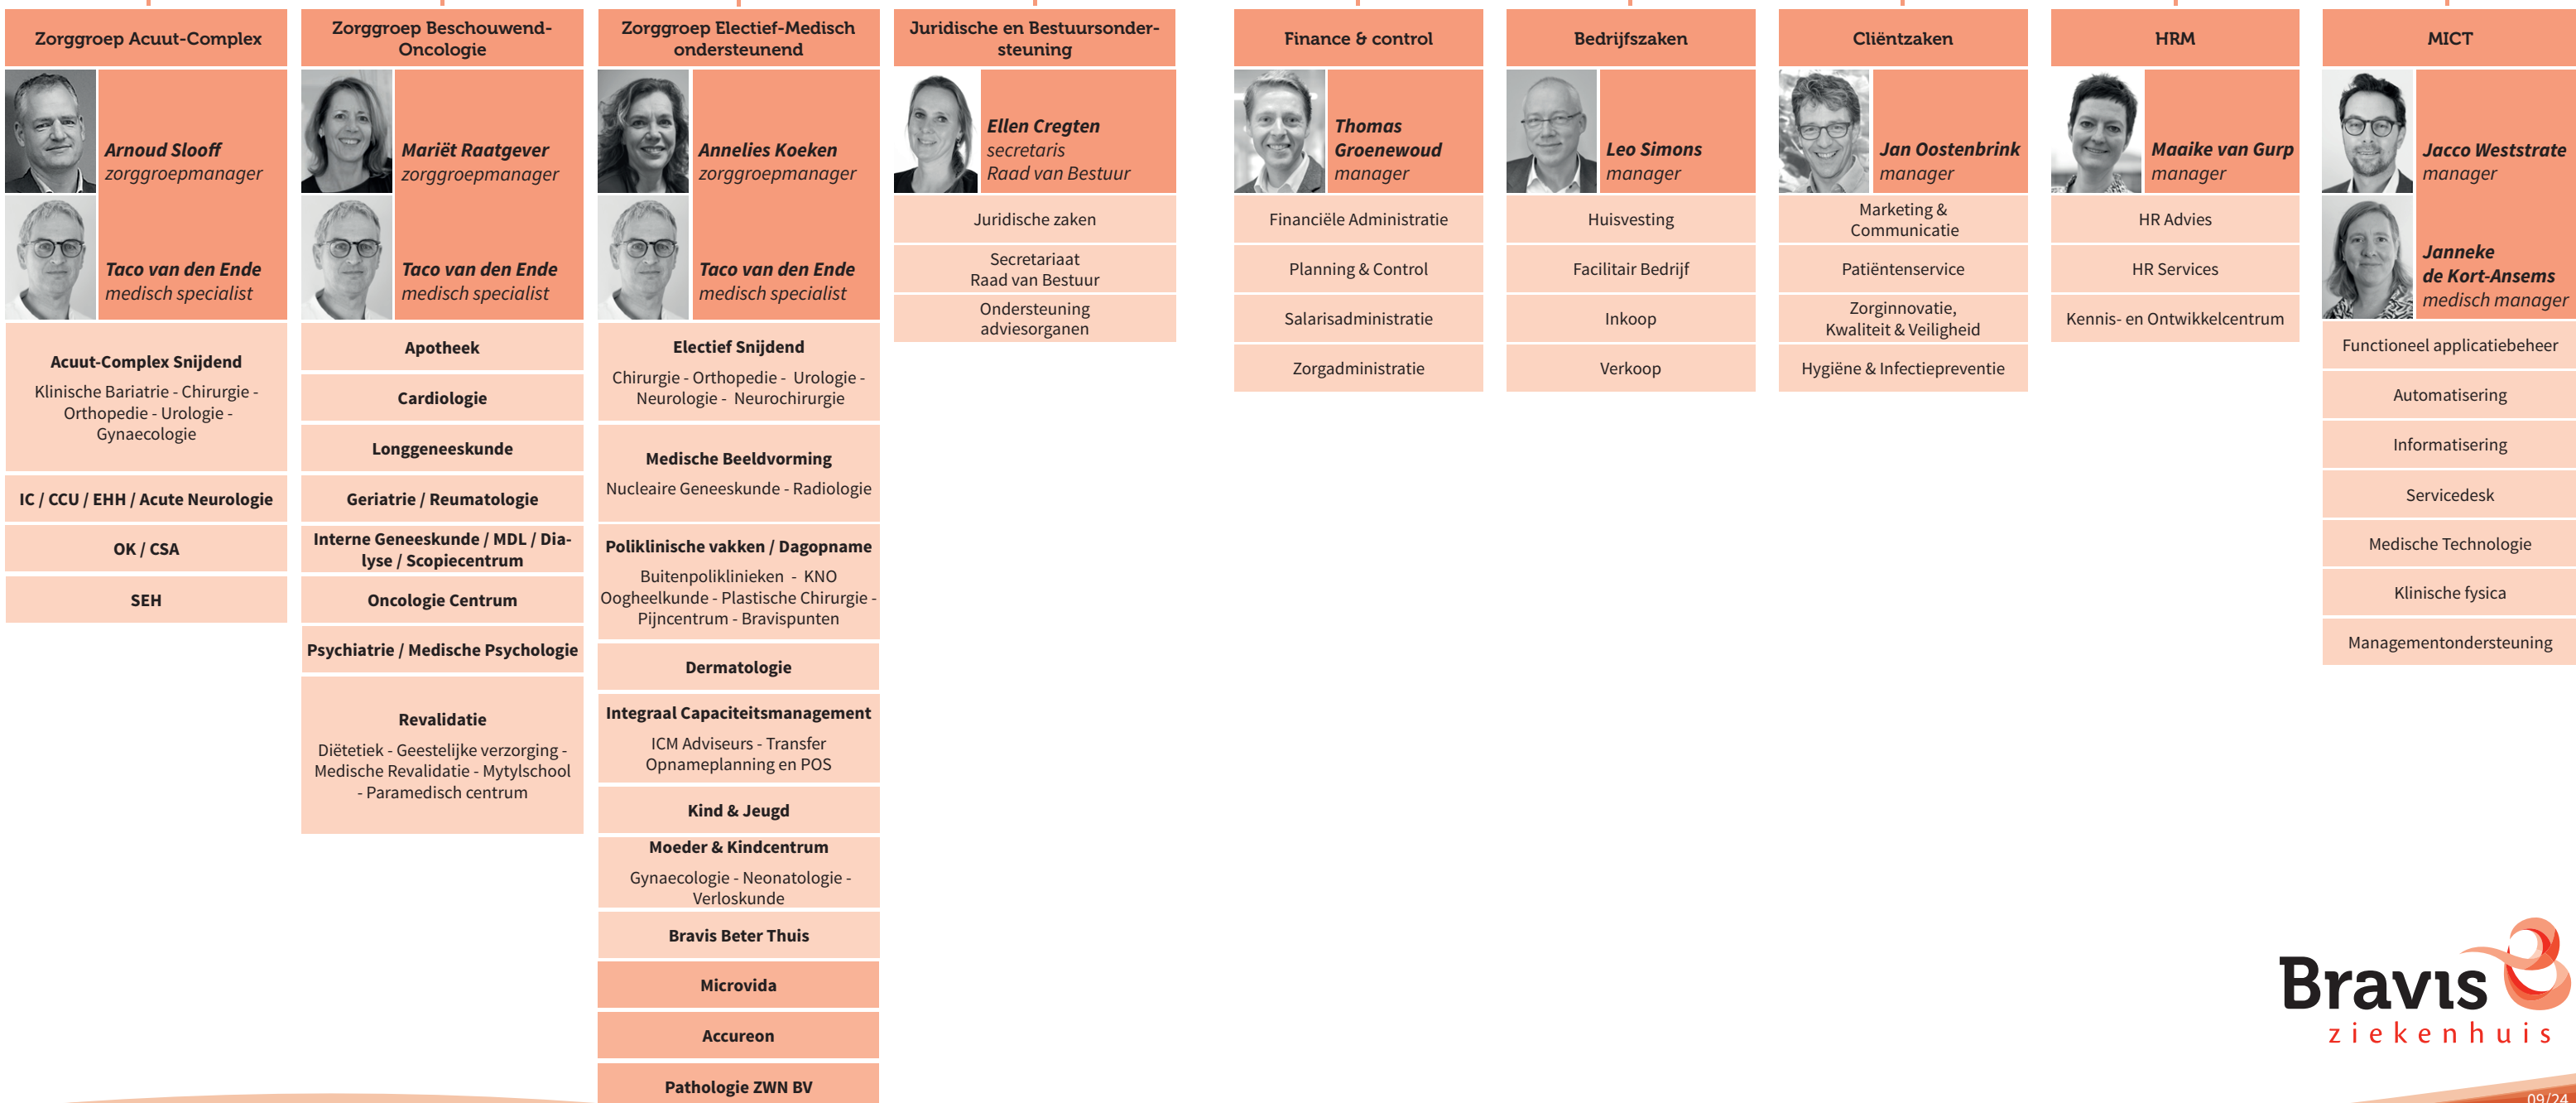 Zorggroep Acuut-Complex
Arnoud Slooff
zorggroepmanager
Taco van den Ende
medisch specialist
Acuut-Complex Snijdend
Klinische Bariatrie - Chirurgie -
Orthopedie - Urologie -
Gynaecologie
IC / CCU / EHH / Acute Neurologie
OK / CSA
SEH
Zorggroep Beschouwend-
Oncologie
Mariët Raatgever
zorggroepmanager
Taco van den Ende
medisch specialist
Apotheek
Cardiologie
Longgeneeskunde
Geriatrie / Reumatologie
Interne Geneeskunde / MDL / Dia-
lyse / Scopiecentrum
Oncologie Centrum
Psychiatrie / Medische Psychologie
Revalidatie
Diëtetiek - Geestelijke verzorging -
Medische Revalidatie - Mytylschool
- Paramedisch centrum
Zorggroep Electief-Medisch
ondersteunend
Annelies Koeken
zorggroepmanager
Taco van den Ende
medisch specialist
Electief Snijdend
Chirurgie - Orthopedie - Urologie -
Neurologie - Neurochirurgie
Medische Beeldvorming
Nucleaire Geneeskunde - Radiologie
Poliklinische vakken / Dagopname
Buitenpoliklinieken - KNO
Oogheelkunde - Plastische Chirurgie -
Pijncentrum - Bravispunten
Dermatologie
Integraal Capaciteitsmanagement
ICM Adviseurs - Transfer
Opnameplanning en POS
Kind & Jeugd
Moeder & Kindcentrum
Gynaecologie - Neonatologie -
Verloskunde
Bravis Beter Thuis
Microvida
Accureon
Pathologie ZWN BV
Juridische en Bestuursonder-
steuning
Ellen Cregten
secretaris
Raad van Bestuur
Juridische zaken
Secretariaat
Raad van Bestuur
Ondersteuning
adviesorganen
Finance & control
Thomas
Groenewoud
manager
Financiële Administratie
Planning & Control
Salarisadministratie
Zorgadministratie
Bedrijfszaken
Leo Simons
manager
Huisvesting
Facilitair Bedrijf
Inkoop
Verkoop
Cliëntzaken
Jan Oostenbrink
manager
Marketing &
Communicatie
Patiëntenservice
Zorginnovatie,
Kwaliteit & Veiligheid
Hygiëne & Infectiepreventie
HRM
Maaike van Gurp
manager
HR Advies
HR Services
Kennis- en Ontwikkelcentrum
MICT
Jacco Weststrate
manager
Janneke
de Kort-Ansems
medisch manager
Functioneel applicatiebeheer
Automatisering
Informatisering
Servicedesk
Medische Technologie
Klinische fysica
Managementondersteuning
Bravis
ziekenhuis
09/24